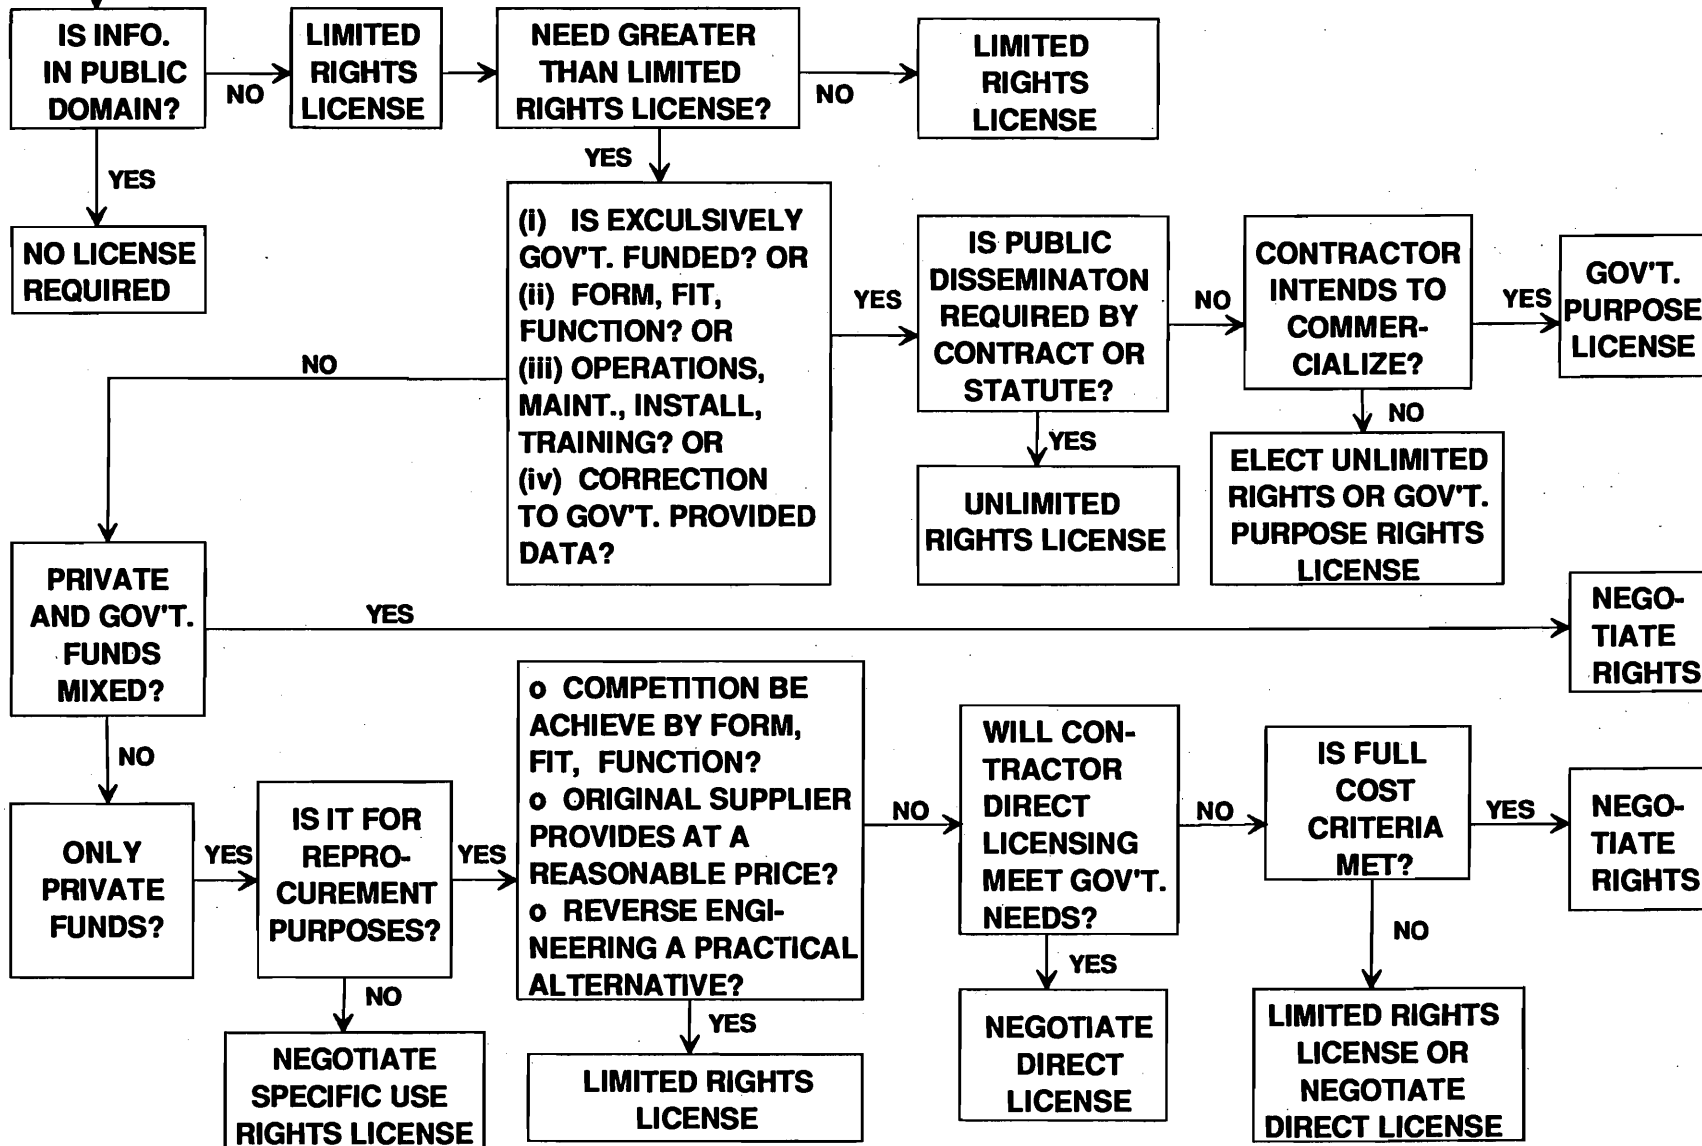 IS INFO.
IN PUBLIC
DOMAIN?
NO
LIMITED
RIGHTS
LICENSE
NEED GREATER
THAN LIMITED
RIGHTS LICENSE?
NO
LIMITED
RIGHTS
LICENSE
YES
NO LICENSE
REQUIRED
YES
(i) IS EXCULSIVELY
GOV'T. FUNDED? OR
(ii) FORM, FIT,
FUNCTION? OR
(iii) OPERATIONS,
MAINT., INSTALL,
TRAINING? OR
(iv) CORRECTION
TO GOV'T. PROVIDED
DATA?
YES
IS PUBLIC
DISSEMINATON
REQUIRED BY
CONTRACT OR
STATUTE?
NO
CONTRACTOR
INTENDS TO
COMMER-
CIALIZE?
YES
GOV'T.
PURPOSE
LICENSE
YES
UNLIMITED
RIGHTS LICENSE
NO
ELECT UNLIMITED
RIGHTS OR GOV'T.
PURPOSE RIGHTS
LICENSE
NO
PRIVATE
AND GOV'T.
FUNDS
MIXED?
YES
NEGO-
TIATE
RIGHTS
NO
ONLY
PRIVATE
FUNDS?
YES
IS IT FOR
REPRO-
CUREMENT
PURPOSES?
YES
o COMPETITION BE
ACHIEVE BY FORM,
FIT, FUNCTION?
o ORIGINAL SUPPLIER
PROVIDES AT A
REASONABLE PRICE?
o REVERSE ENGI-
NEERING A PRACTICAL
ALTERNATIVE?
NO
WILL CON-
TRACTOR
DIRECT
LICENSING
MEET GOV'T.
NEEDS?
NO
IS FULL
COST
CRITERIA
MET?
YES
NEGO-
TIATE
RIGHTS
NO
NEGOTIATE
SPECIFIC USE
RIGHTS LICENSE
YES
LIMITED RIGHTS
LICENSE
YES
NEGOTIATE
DIRECT
LICENSE
NO
LIMITED RIGHTS
LICENSE OR
NEGOTIATE
DIRECT LICENSE